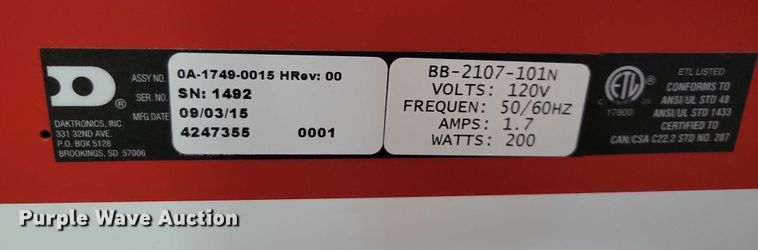 D
®
DAKTRONICS, INC.
331 32ND AVE.
P.O. BOX 5128
BROOKINGS, SD 57006
ASSY NO. 0A-1749-0015 HRev: 00
SER. NO. SN: 1492
MFG DATE 09/03/15
4247355 0001
BB-2107-101N
VOLTS: 120V
FREQUEN: 50/60HZ
AMPS: 1.7
WATTS: 200
ETL
C US
17800
ETL LISTED
CONFORMS TO
ANSI/UL STD 48
ANSI/UL STD 1433
CERTIFIED TO
CAN/CSA C22.2 STD NO. 207
Purple Wave Auction